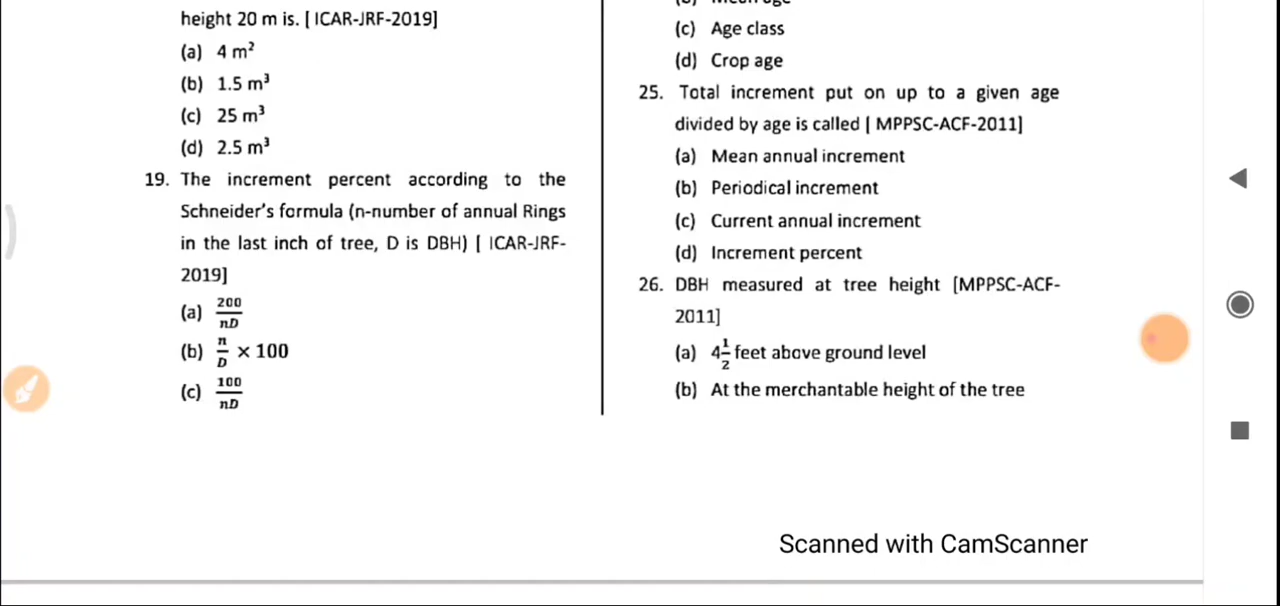 height 20 m is. [ ICAR-JRF-2019]
(a) 4 m²
(b) 1.5 m³
(c) 25 m³
(d) 2.5 m³
19. The increment percent according to the
Schneider's formula (n-number of annual Rings
in the last inch of tree, D is DBH) [ ICAR-JRF-
2019]
(a) 200/nD
(b) n/D × 100
(c) 100/nD
(c) Age class
(d) Crop age
25. Total increment put on up to a given age
divided by age is called [ MPPSC-ACF-2011]
(a) Mean annual increment
(b) Periodical increment
(c) Current annual increment
(d) Increment percent
26. DBH measured at tree height [MPPSC-ACF-
2011]
(a) 4 1/2 feet above ground level
(b) At the merchantable height of the tree
Scanned with CamScanner